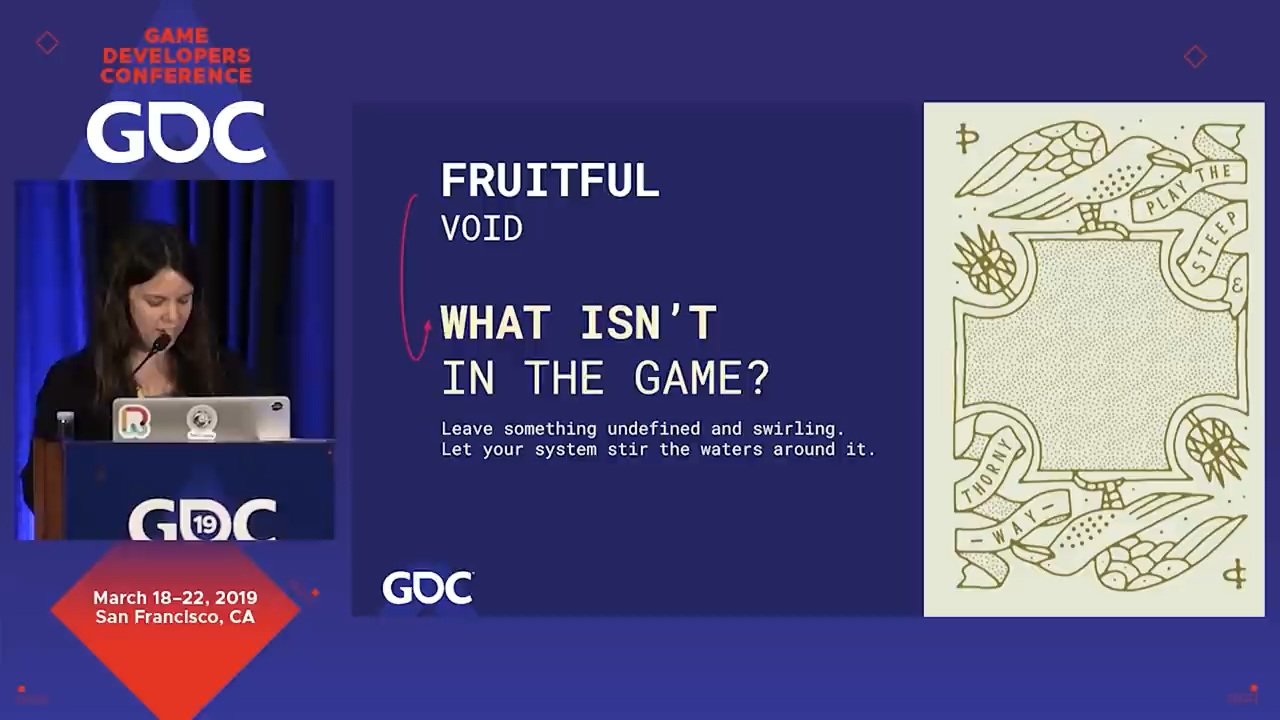 GAME
DEVELOPERS
CONFERENCE
GDC
FRUITFUL
VOID
WHAT ISN'T
IN THE GAME?
Leave something undefined and swirling.
Let your system stir the waters around it.
GDC
PLAY THE
STEEP
&
THORNY
-WAY-
R
GDC
19
March 18–22, 2019
San Francisco, CA